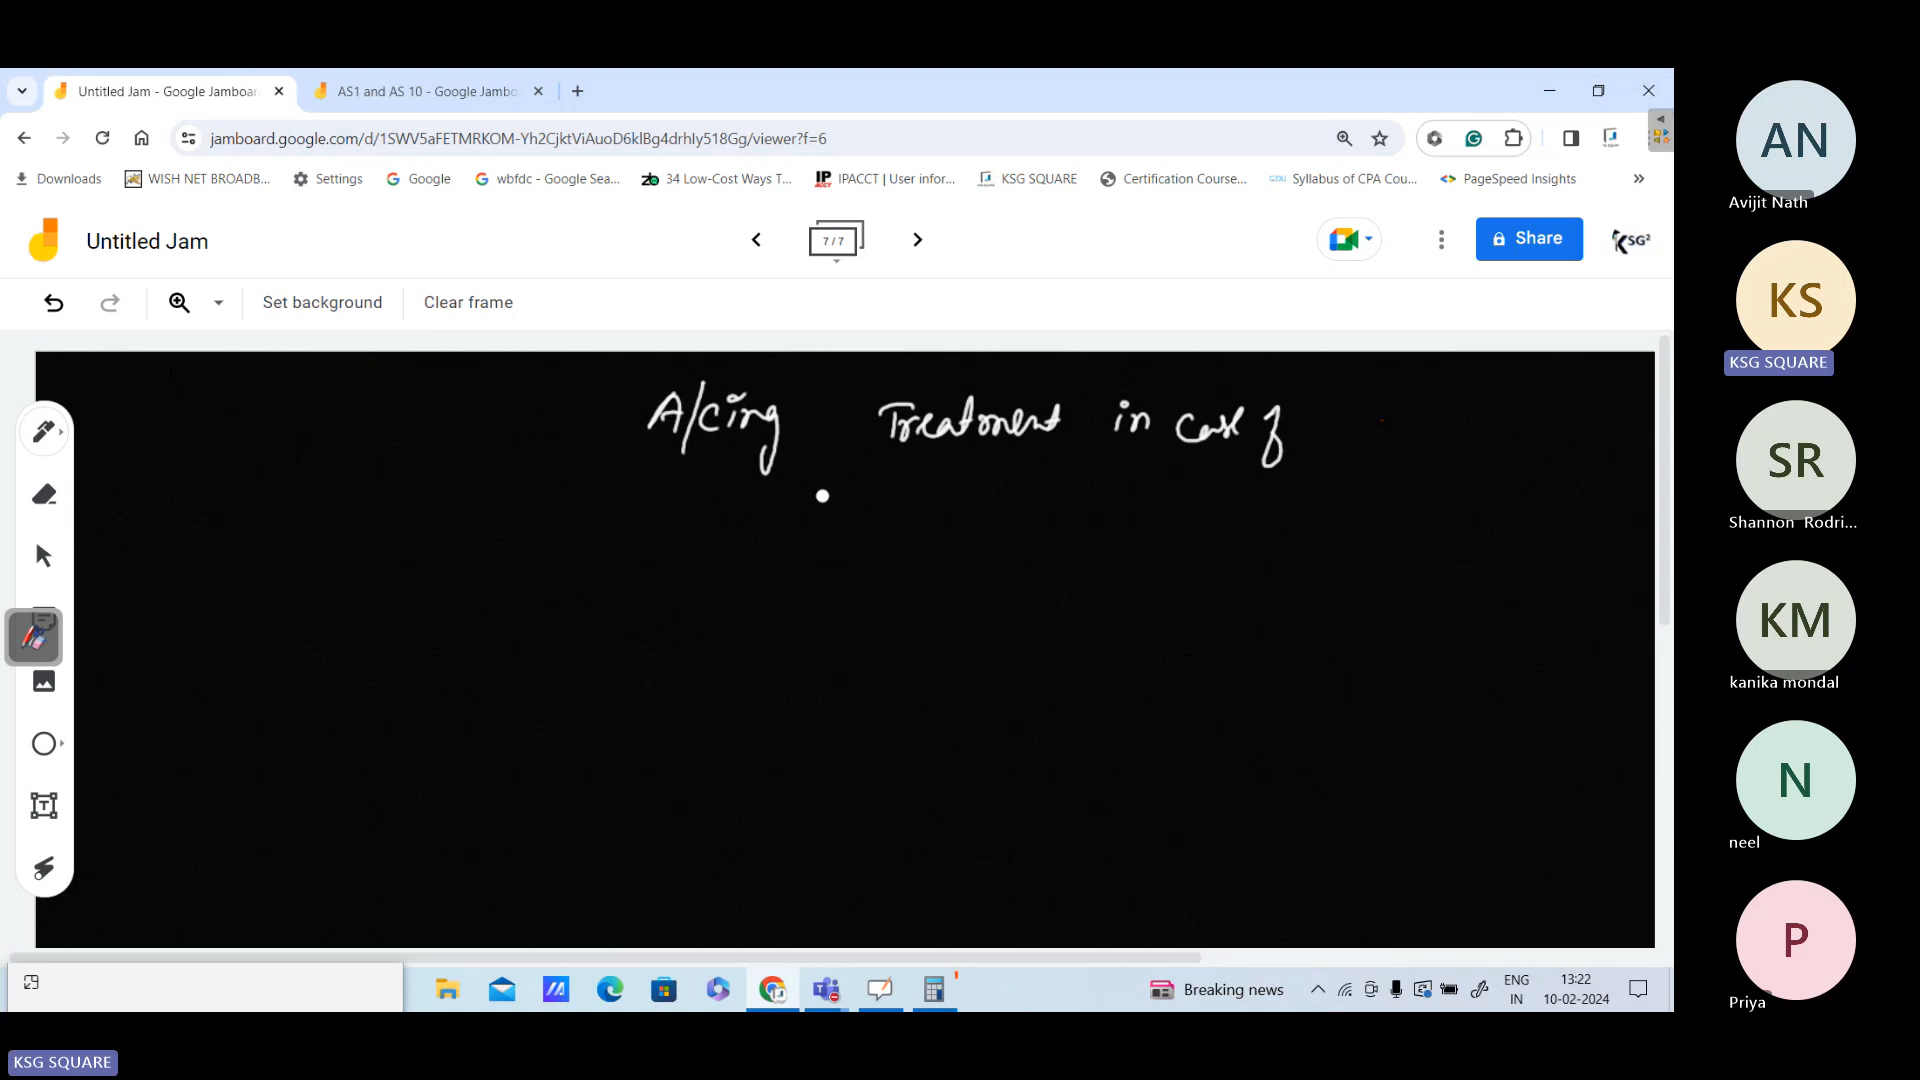 Untitled Jam - Google Jamboar
AS1 and AS 10 - Google Jambo
jamboard.google.com/d/1SWV5aFETMRKOM-Yh2CjktViAuoD6klBg4drhIy518Gg/viewer?f=6
Downloads WISH NET BROADB... Settings Google wbfdc - Google Sea... 34 Low-Cost Ways T... IPACCT | User infor... KSG SQUARE Certification Course... Syllabus of CPA Cou... PageSpeed Insights
Untitled Jam
7 / 7
Share
KSG²
Set background
Clear frame
A/cing Treatment in case of
Breaking news
ENG
IN
13:22
10-02-2024
AN
Avijit Nath
KS
KSG SQUARE
SR
Shannon Rodri...
KM
kanika mondal
N
neel
P
Priya
KSG SQUARE